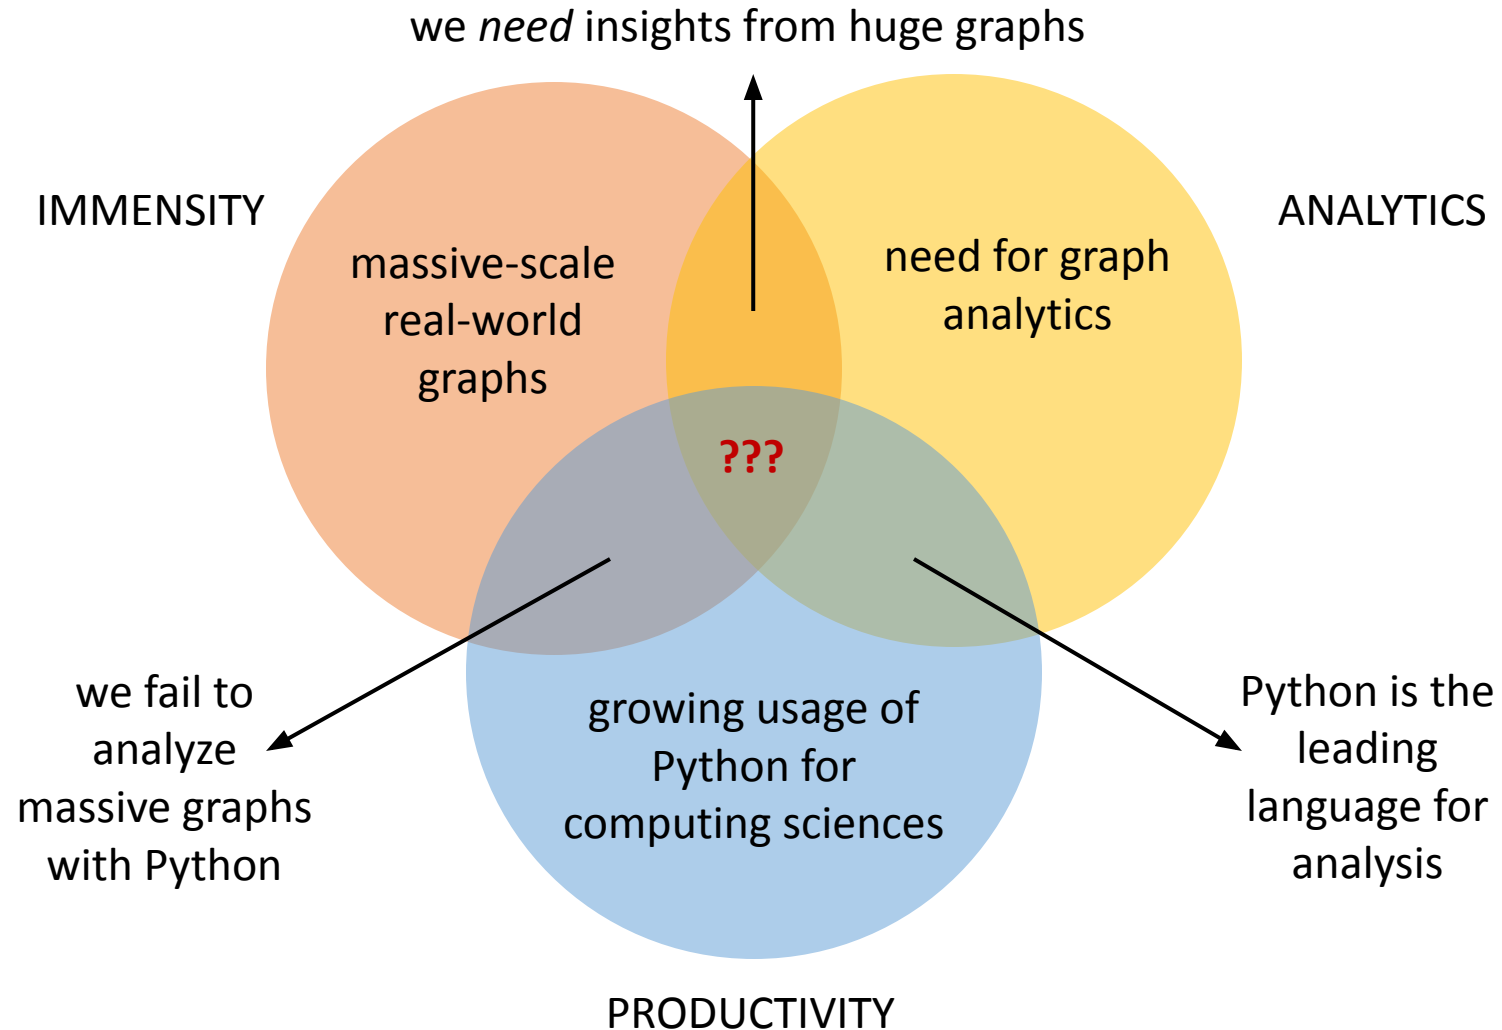 we need insights from huge graphs
IMMENSITY
ANALYTICS
massive-scale
real-world
graphs
need for graph
analytics
???
we fail to
analyze
massive graphs
with Python
growing usage of
Python for
computing sciences
Python is the
leading
language for
analysis
PRODUCTIVITY